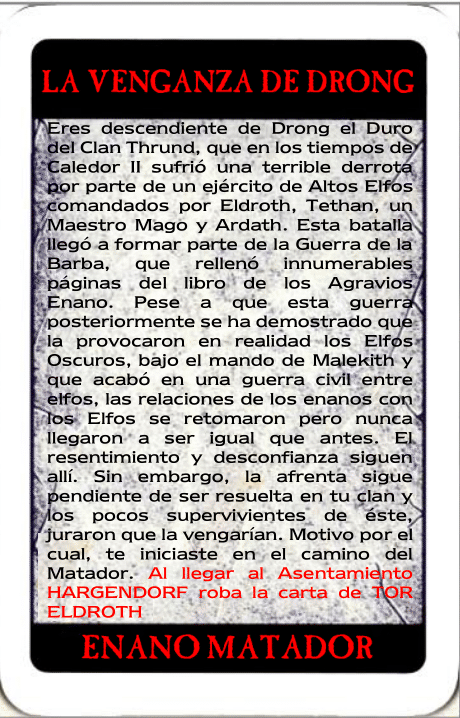 LA VENGANZA DE DRONG
Eres descendiente de Drong el Duro
del Clan Thrund, que en los tiempos de
Caledor II sufrió una terrible derrota
por parte de un ejército de Altos Elfos
comandados por Eldroth, Tethan, un
Maestro Mago y Ardath. Esta batalla
llegó a formar parte de la Guerra de la
Barba, que rellenó innumerables
páginas del libro de los Agravios
Enano. Pese a que esta guerra
posteriormente se ha demostrado que
la provocaron en realidad los Elfos
Oscuros, bajo el mando de Malekith y
que acabó en una guerra civil entre
elfos, las relaciones de los enanos con
los Elfos se retomaron pero nunca
llegaron a ser igual que antes. El
resentimiento y desconfianza siguen
allí. Sin embargo, la afrenta sigue
pendiente de ser resuelta en tu clan y
los pocos supervivientes de éste,
juraron que la vengarían. Motivo por el
cual, te iniciaste en el camino del
Matador. Al llegar al Asentamiento
HARGENDORF roba la carta de TOR
ELDROTH
ENANO MATADOR